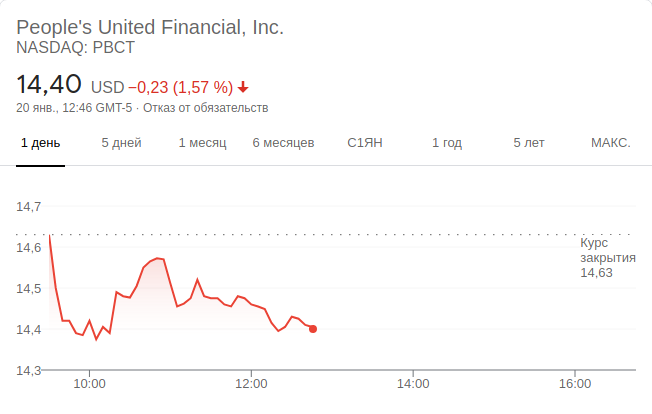 People's United Financial, Inc.
NASDAQ: PBCT
14,40 USD −0,23 (1,57 %)
20 янв., 12:46 GMT-5 · Отказ от обязательств
1 день 5 дней 1 месяц 6 месяцев С1ЯН 1 год 5 лет МАКС.
14,7
14,6
14,5
14,4
14,3
Курс
закрытия
14,63
10:00 12:00 14:00 16:00